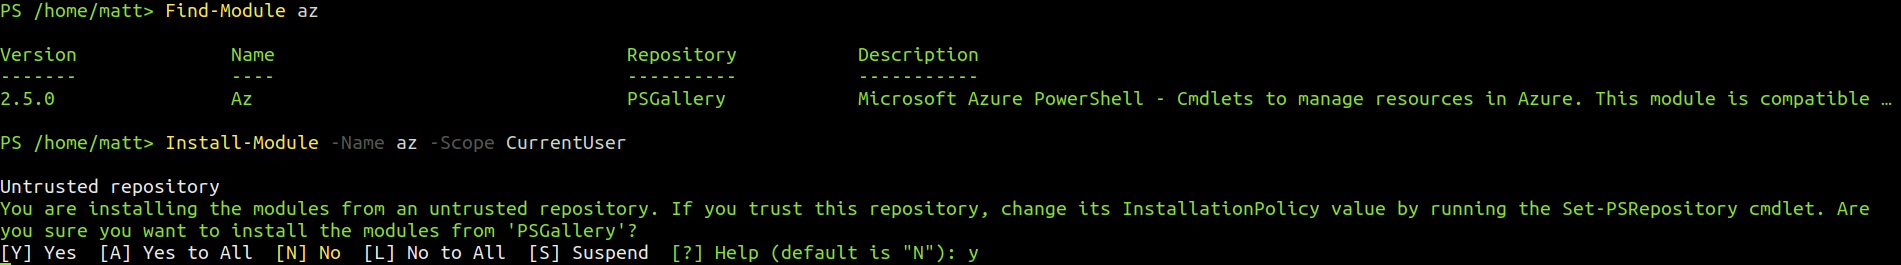 PS /home/matt> Find-Module az
Version Name Repository Description
------- ---- ---------- -----------
2.5.0 Az PSGallery Microsoft Azure PowerShell - Cmdlets to manage resources in Azure. This module is compatible …
PS /home/matt> Install-Module -Name az -Scope CurrentUser
Untrusted repository
You are installing the modules from an untrusted repository. If you trust this repository, change its InstallationPolicy value by running the Set-PSRepository cmdlet. Are
you sure you want to install the modules from 'PSGallery'?
[Y] Yes  [A] Yes to All  [N] No  [L] No to All  [S] Suspend  [?] Help (default is "N"): y